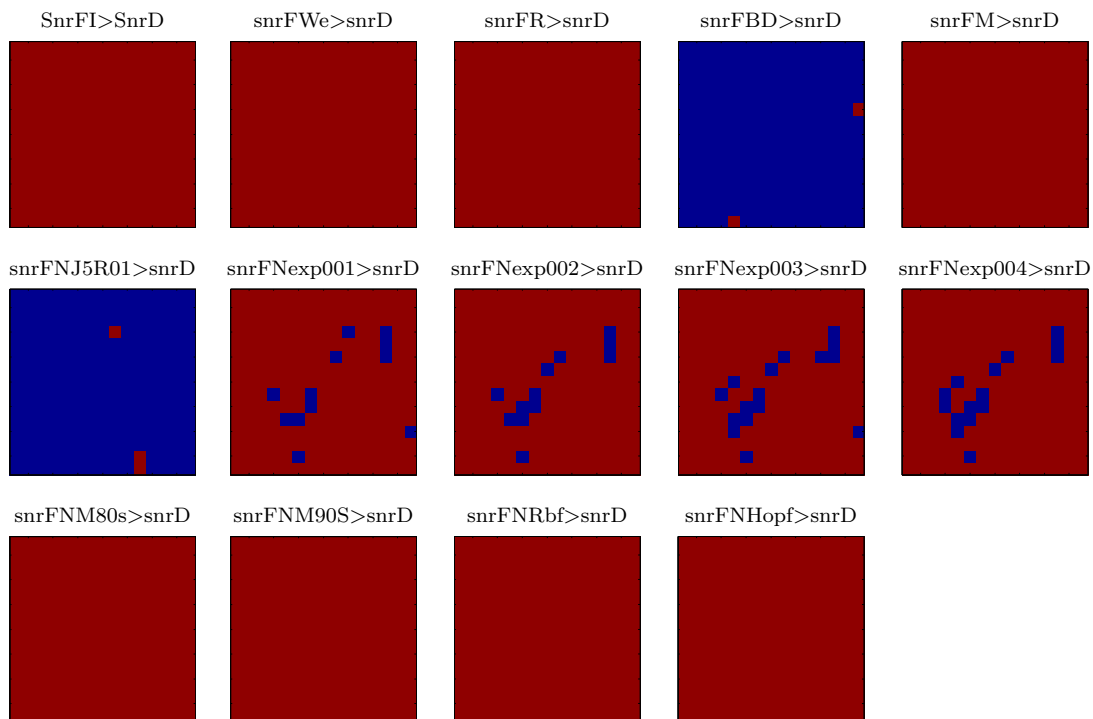 SnrFI>SnrD
snrFWe>snrD
snrFR>snrD
snrFBD>snrD
snrFM>snrD
snrFNJ5R01>snrD
snrFNexp001>snrD
snrFNexp002>snrD
snrFNexp003>snrD
snrFNexp004>snrD
snrFNM80s>snrD
snrFNM90S>snrD
snrFNRbf>snrD
snrFNHopf>snrD